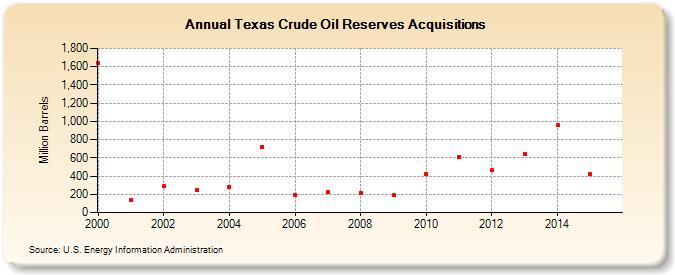 Annual Texas Crude Oil Reserves Acquisitions
Million Barrels
1,800
1,600
1,400
1,200
1,000
800
600
400
200
0
2000 2002 2004 2006 2008 2010 2012 2014
Source: U.S. Energy Information Administration